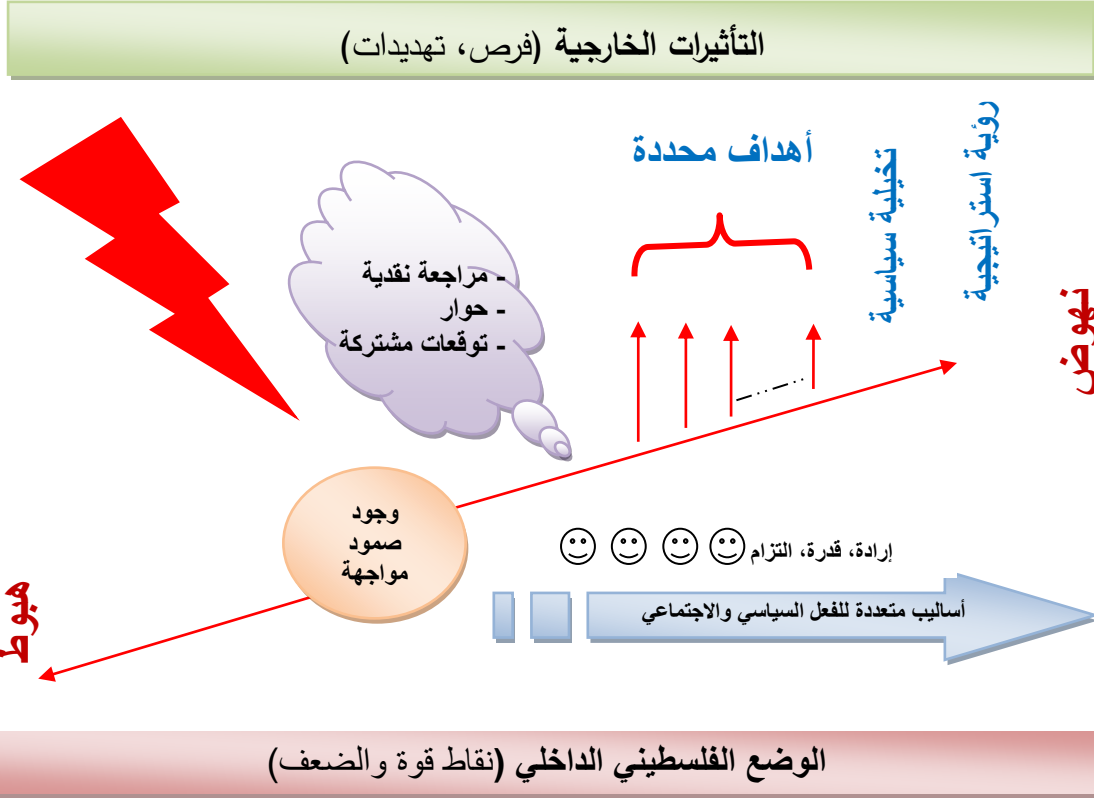 التأثيرات الخارجية (فرص، تهديدات)
رؤية استراتيجية
تخيلية سياسية
أهداف محددة
نهوض
- مراجعة نقدية
- حوار
- توقعات مشتركة
وجود
صمود
مواجهة
إرادة، قدرة، التزام
أساليب متعددة للفعل السياسي والاجتماعي
هبوط
الوضع الفلسطيني الداخلي (نقاط قوة والضعف)